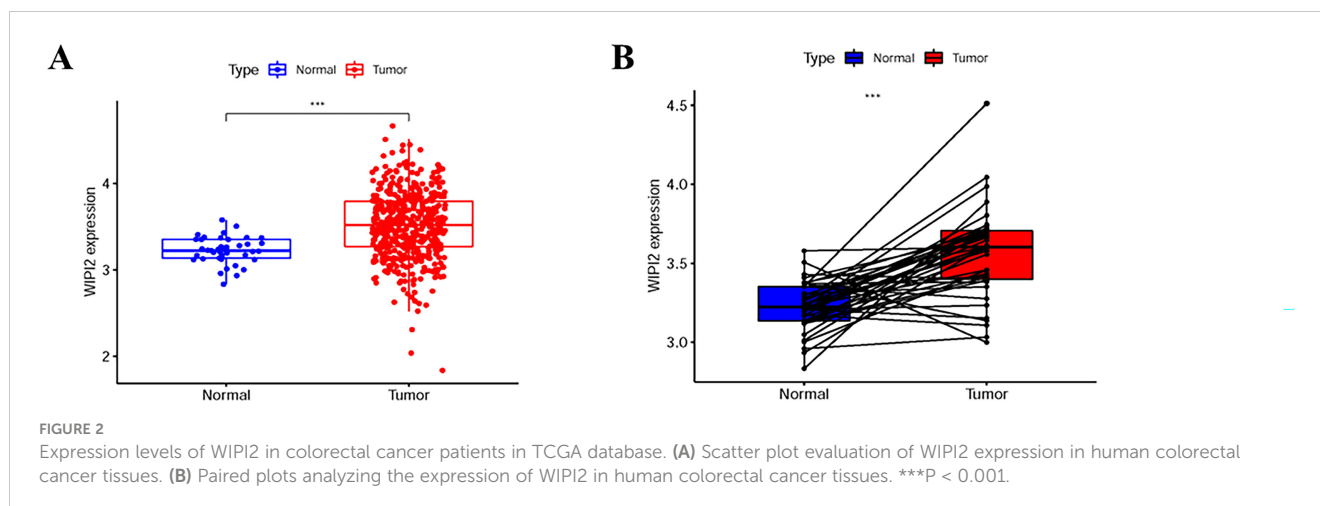 A
Type Normal Tumor
***
WIPI2 expression
4
3
2
Normal Tumor
B
Type Normal Tumor
***
WIPI2 expression
4.5
4.0
3.5
3.0
Normal Tumor
FIGURE 2
Expression levels of WIPI2 in colorectal cancer patients in TCGA database. (A) Scatter plot evaluation of WIPI2 expression in human colorectal
cancer tissues. (B) Paired plots analyzing the expression of WIPI2 in human colorectal cancer tissues. ***P < 0.001.